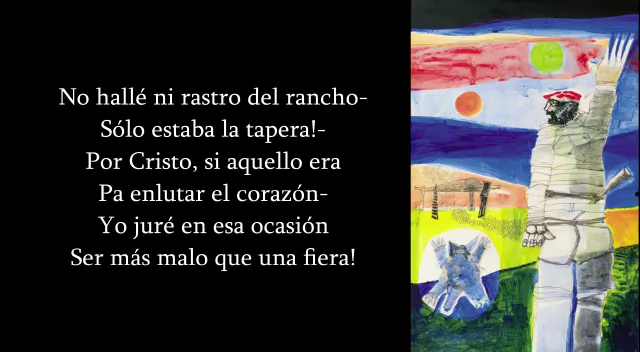 No hallé ni rastro del rancho-
Sólo estaba la tapera!-
Por Cristo, si aquello era
Pa enlutar el corazón-
Yo juré en esa ocasión
Ser más malo que una fiera!